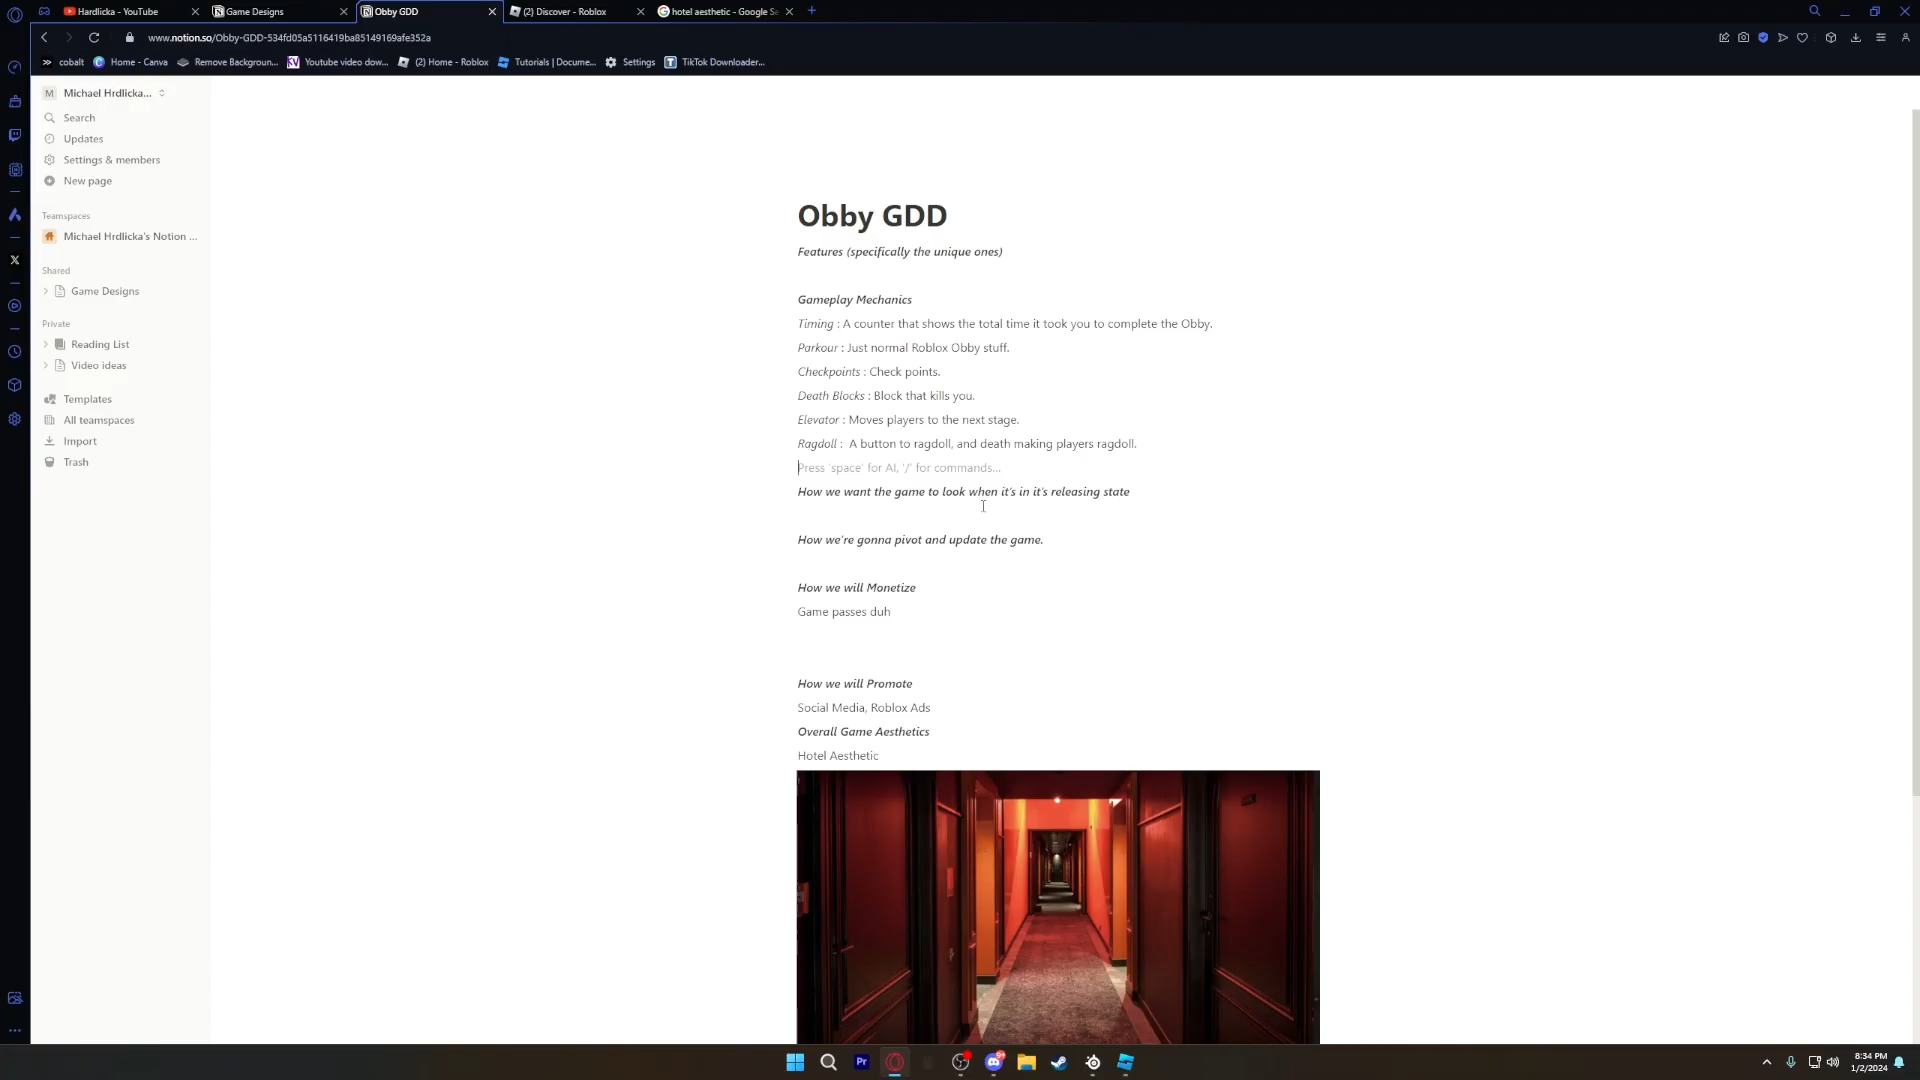 Hardlicka - YouTube
Game Designs
Obby GDD
(2) Discover - Roblox
hotel aesthetic - Google Se
www.notion.so/Obby-GDD-534fd05a5116419ba85149169afe352a
cobalt
Home - Canva
Remove Backgroun...
Youtube video dow...
(2) Home - Roblox
Tutorials | Docume...
Settings
TikTok Downloader...
M Michael Hrdlicka...
Search
Updates
Settings & members
New page
Teamspaces
Michael Hrdlicka's Notion ...
Shared
Game Designs
Private
Reading List
Video ideas
Templates
All teamspaces
Import
Trash
Obby GDD
Features (specifically the unique ones)
Gameplay Mechanics
Timing : A counter that shows the total time it took you to complete the Obby.
Parkour : Just normal Roblox Obby stuff.
Checkpoints : Check points.
Death Blocks : Block that kills you.
Elevator : Moves players to the next stage.
Ragdoll :  A button to ragdoll, and death making players ragdoll.
Press 'space' for AI, '/' for commands...
How we want the game to look when it's in it's releasing state
How we're gonna pivot and update the game.
How we will Monetize
Game passes duh
How we will Promote
Social Media, Roblox Ads
Overall Game Aesthetics
Hotel Aesthetic
Pr
8:34 PM
1/2/2024